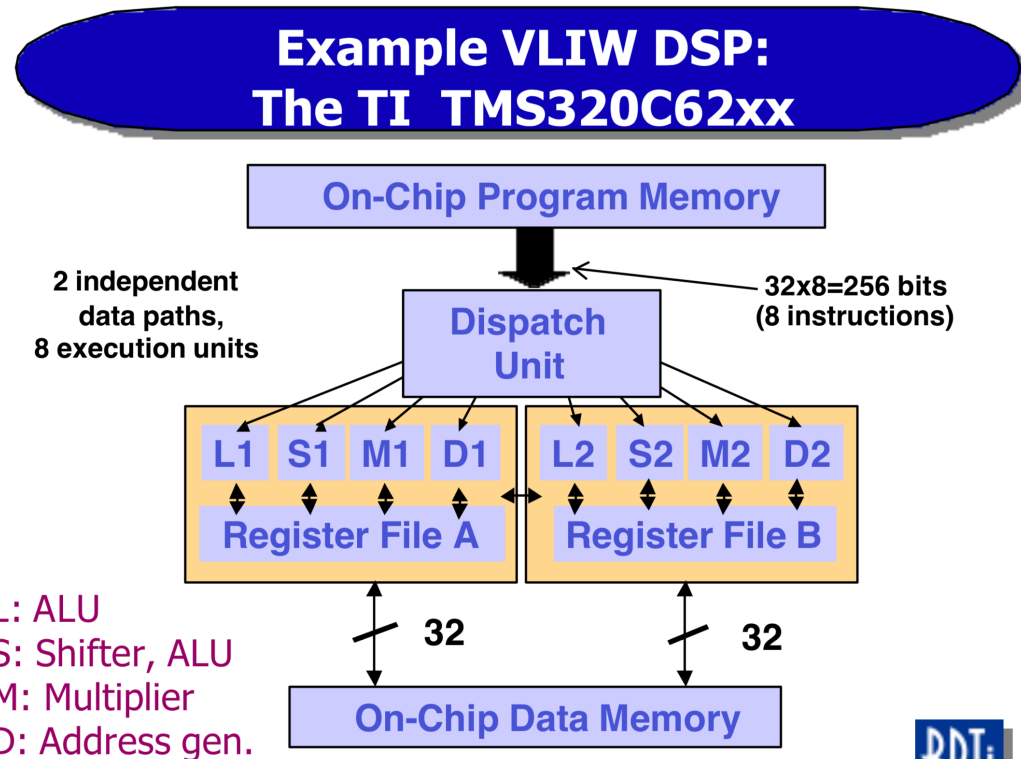 Example VLIW DSP:
The TI TMS320C62xx
On-Chip Program Memory
2 independent
data paths,
8 execution units
32x8=256 bits
(8 instructions)
Dispatch
Unit
L1 S1 M1 D1 L2 S2 M2 D2
Register File A Register File B
L: ALU
S: Shifter, ALU
M: Multiplier
D: Address gen.
32 32
On-Chip Data Memory